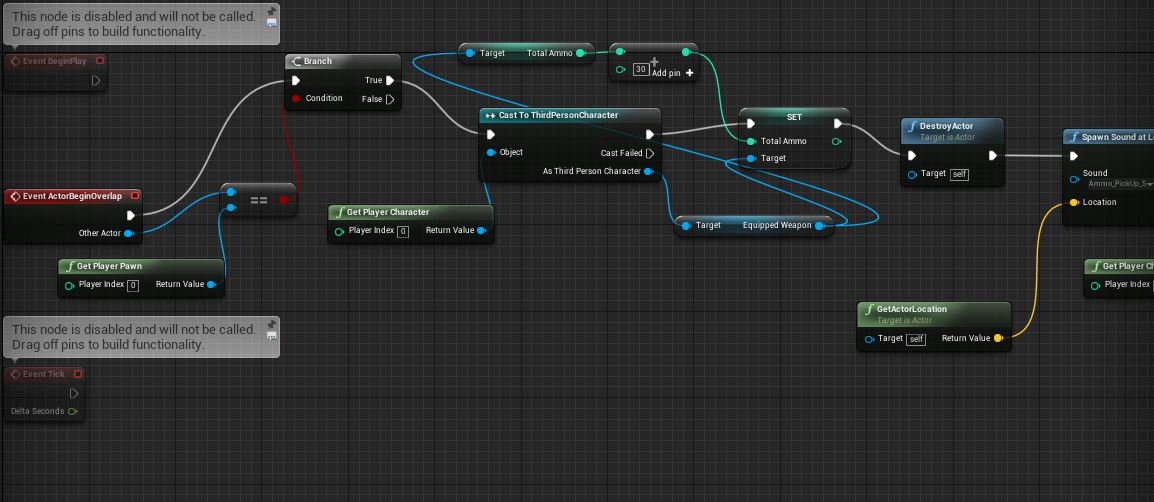 This node is disabled and will not be called.
Drag off pins to build functionality.
Event BeginPlay
Branch
True
Condition
False
Target Total Ammo
30
Add pin
Cast To ThirdPersonCharacter
Object
Cast Failed
As Third Person Character
SET
Total Ammo
Target
DestroyActor
Target is Actor
Target self
Spawn Sound at Lo
Sound
Ammo_PickUp_S
Location
Event ActorBeginOverlap
Other Actor
==
Get Player Character
Player Index 0 Return Value
Target Equipped Weapon
Get Player Pawn
Player Index 0 Return Value
Get Player Ch
Player Index
GetActorLocation
Target is Actor
Target self Return Value
This node is disabled and will not be called.
Drag off pins to build functionality.
Event Tick
Delta Seconds